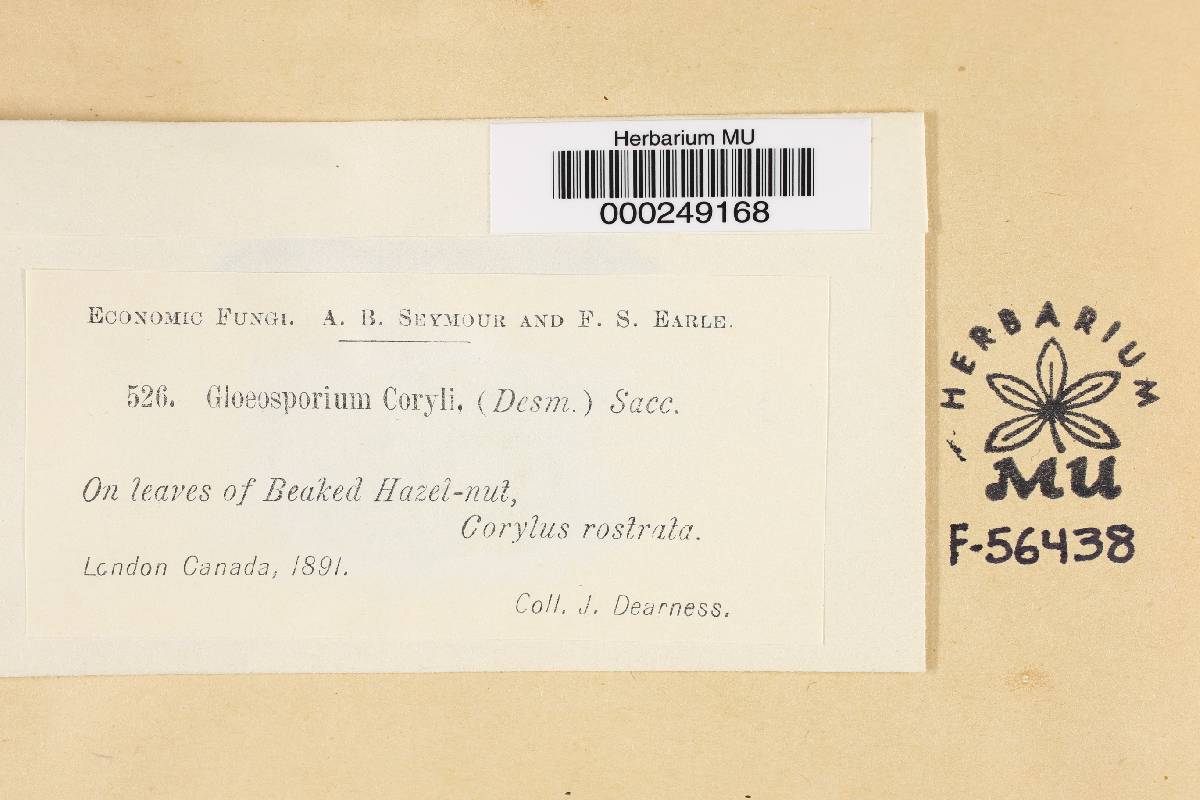 Herbarium MU
000249168
Economic Fungi. A. B. Seymour and F. S. Earle.
526. Gloeosporium Coryli. (Desm.) Sacc.
On leaves of Beaked Hazel-nut,
Corylus rostrata.
London Canada, 1891.
Coll. J. Dearness.
HERBARIUM
MU
F-56438